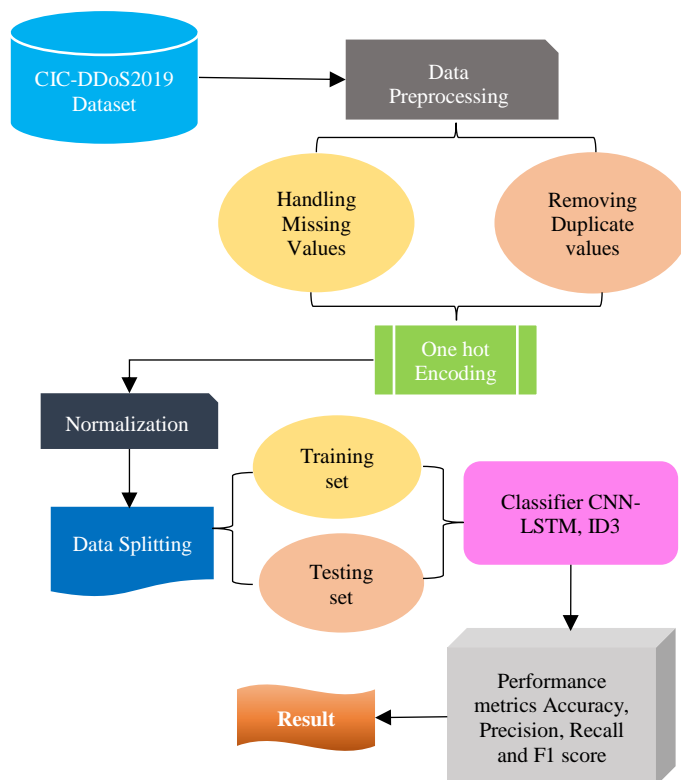 CIC-DDoS2019
Dataset
Data
Preprocessing
Handling
Missing
Values
Removing
Duplicate
values
One hot
Encoding
Normalization
Training
set
Classifier CNN-
LSTM, ID3
Data Splitting
Testing
set
Performance
metrics Accuracy,
Precision, Recall
and F1 score
Result